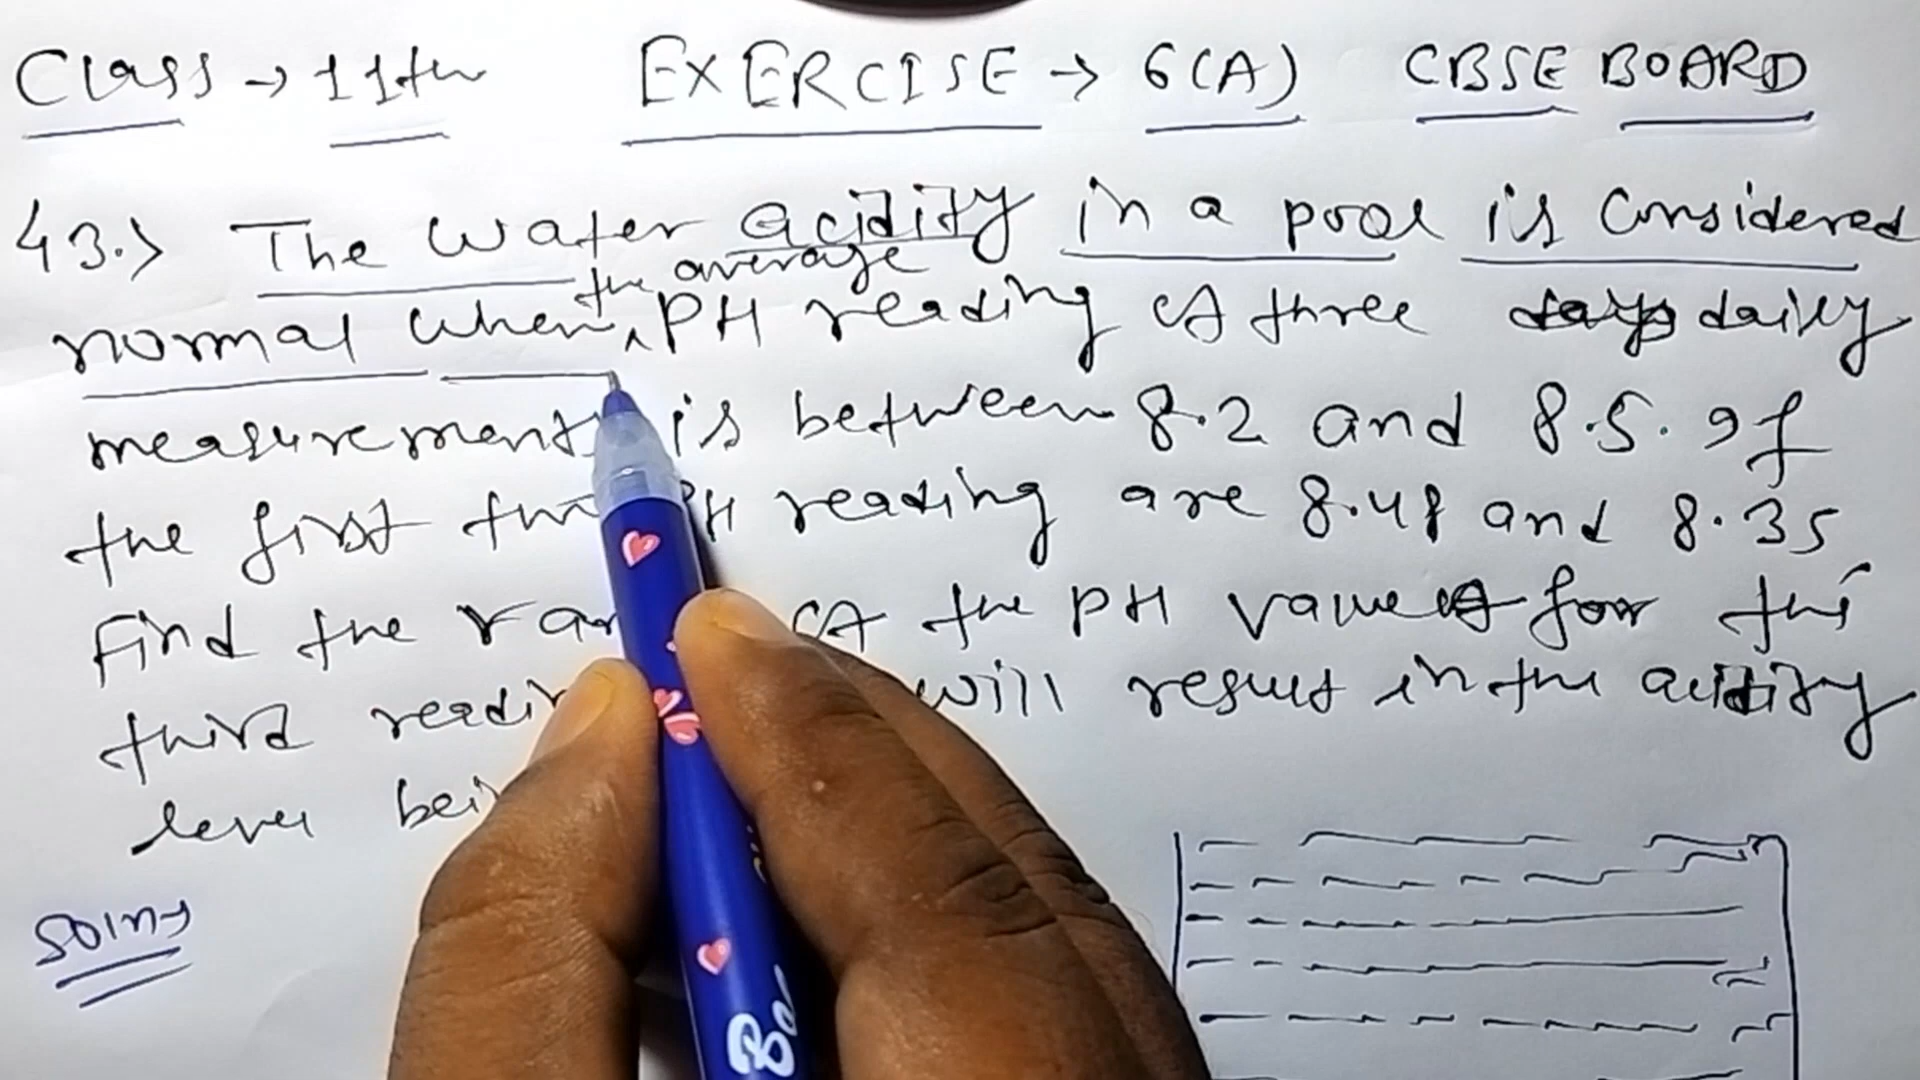 Class → 11th EXERCISE → 6(A) CBSE BOARD
43.> The Water acidity in a pool is Considered
the average
normal when PH reading of three days daily
measurements is between 8.2 and 8.5. If
the first two PH reading are 8.48 and 8.35
Find the of the PH value for the
third will result in the acidity
level
Soln→